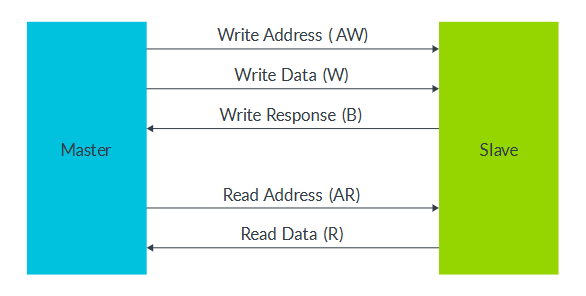 Write Address ( AW)
Write Data (W)
Write Response (B)
Master
Slave
Read Address (AR)
Read Data (R)